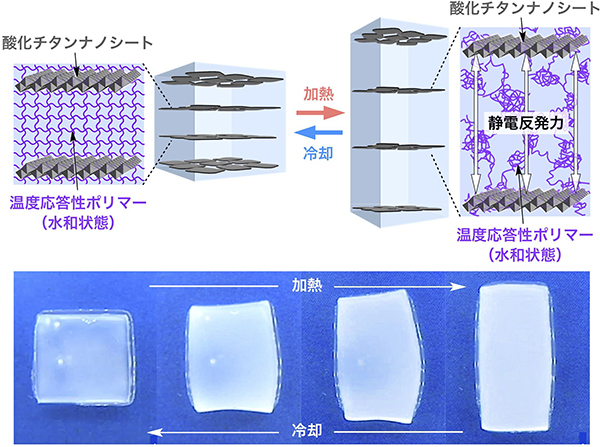 酸化チタンナノシート
酸化チタンナノシート
加熱
冷却
静電反発力
温度応答性ポリマー
（水和状態）
温度応答性ポリマー
（水和状態）
加熱
冷却